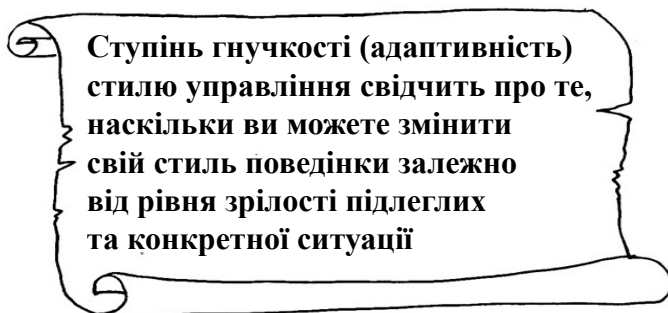 Ступінь гнучкості (адаптивність)
стилю управління свідчить про те,
наскільки ви можете змінити
свій стиль поведінки залежно
від рівня зрілості підлеглих
та конкретної ситуації